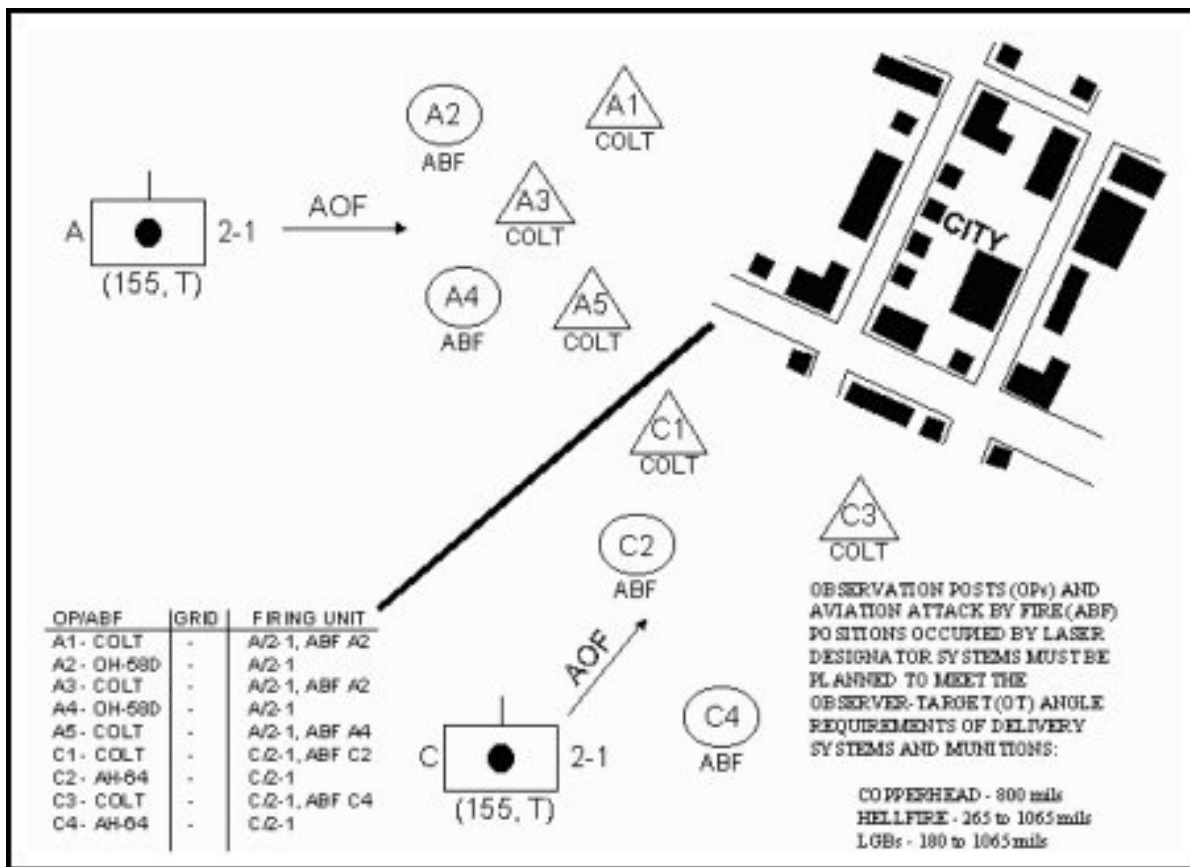 A2
ABF
A1
COLT
A3
COLT
A
2-1
(155, T)
AOF
A4
ABF
A5
COLT
CITY
C1
COLT
C2
ABF
C3
COLT
AOF
C
2-1
(155, T)
C4
ABF
OP/ABF GRID FIRING UNIT
A1 - COLT - A/2-1, ABF A2
A2 - OH-58D - A/2-1
A3 - COLT - A/2-1, ABF A2
A4 - OH-58D - A/2-1
A5 - COLT - A/2-1, ABF A4
C1 - COLT - C/2-1, ABF C2
C2 - AH-64 - C/2-1
C3 - COLT - C/2-1, ABF C4
C4 - AH-64 - C/2-1
OBSERVATION POSTS (OPs) AND
AVIATION ATTACK BY FIRE (ABF)
POSITIONS OCCUPIED BY LASER
DESIGNATOR SYSTEMS MUST BE
PLANNED TO MEET THE
OBSERVER-TARGET (OT) ANGLE
REQUIREMENTS OF DELIVERY
SYSTEMS AND MUNITIONS:
COPPERHEAD - 800 mils
HELLFIRE - 265 to 1065 mils
LGBs - 180 to 1065 mils